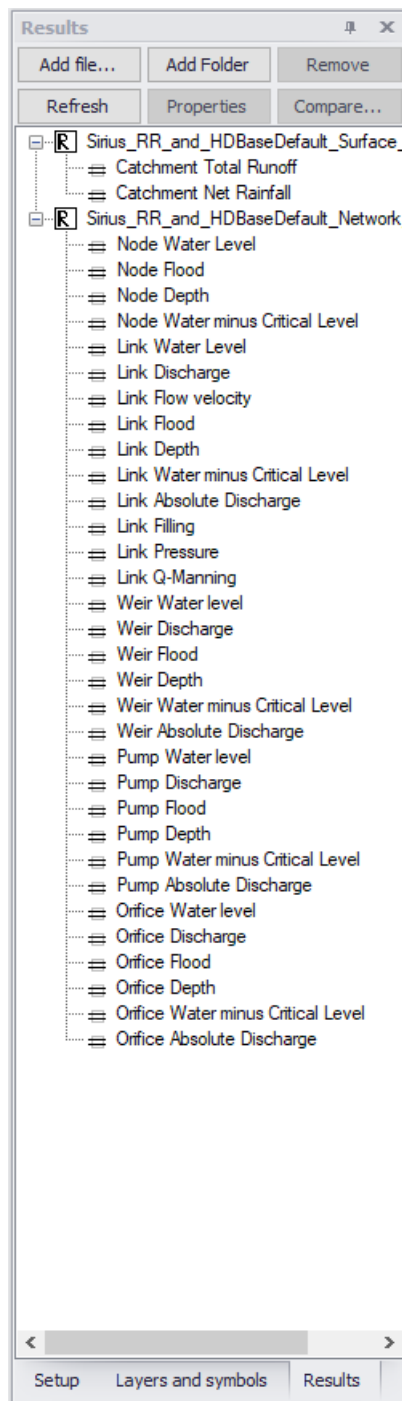 Results
Add file... Add Folder Remove
Refresh Properties Compare...
Sirius_RR_and_HDBaseDefault_Surface_
Catchment Total Runoff
Catchment Net Rainfall
Sirius_RR_and_HDBaseDefault_Network
Node Water Level
Node Flood
Node Depth
Node Water minus Critical Level
Link Water Level
Link Discharge
Link Flow velocity
Link Flood
Link Depth
Link Water minus Critical Level
Link Absolute Discharge
Link Filling
Link Pressure
Link Q-Manning
Weir Water level
Weir Discharge
Weir Flood
Weir Depth
Weir Water minus Critical Level
Weir Absolute Discharge
Pump Water level
Pump Discharge
Pump Flood
Pump Depth
Pump Water minus Critical Level
Pump Absolute Discharge
Orifice Water level
Orifice Discharge
Orifice Flood
Orifice Depth
Orifice Water minus Critical Level
Orifice Absolute Discharge
Setup Layers and symbols Results